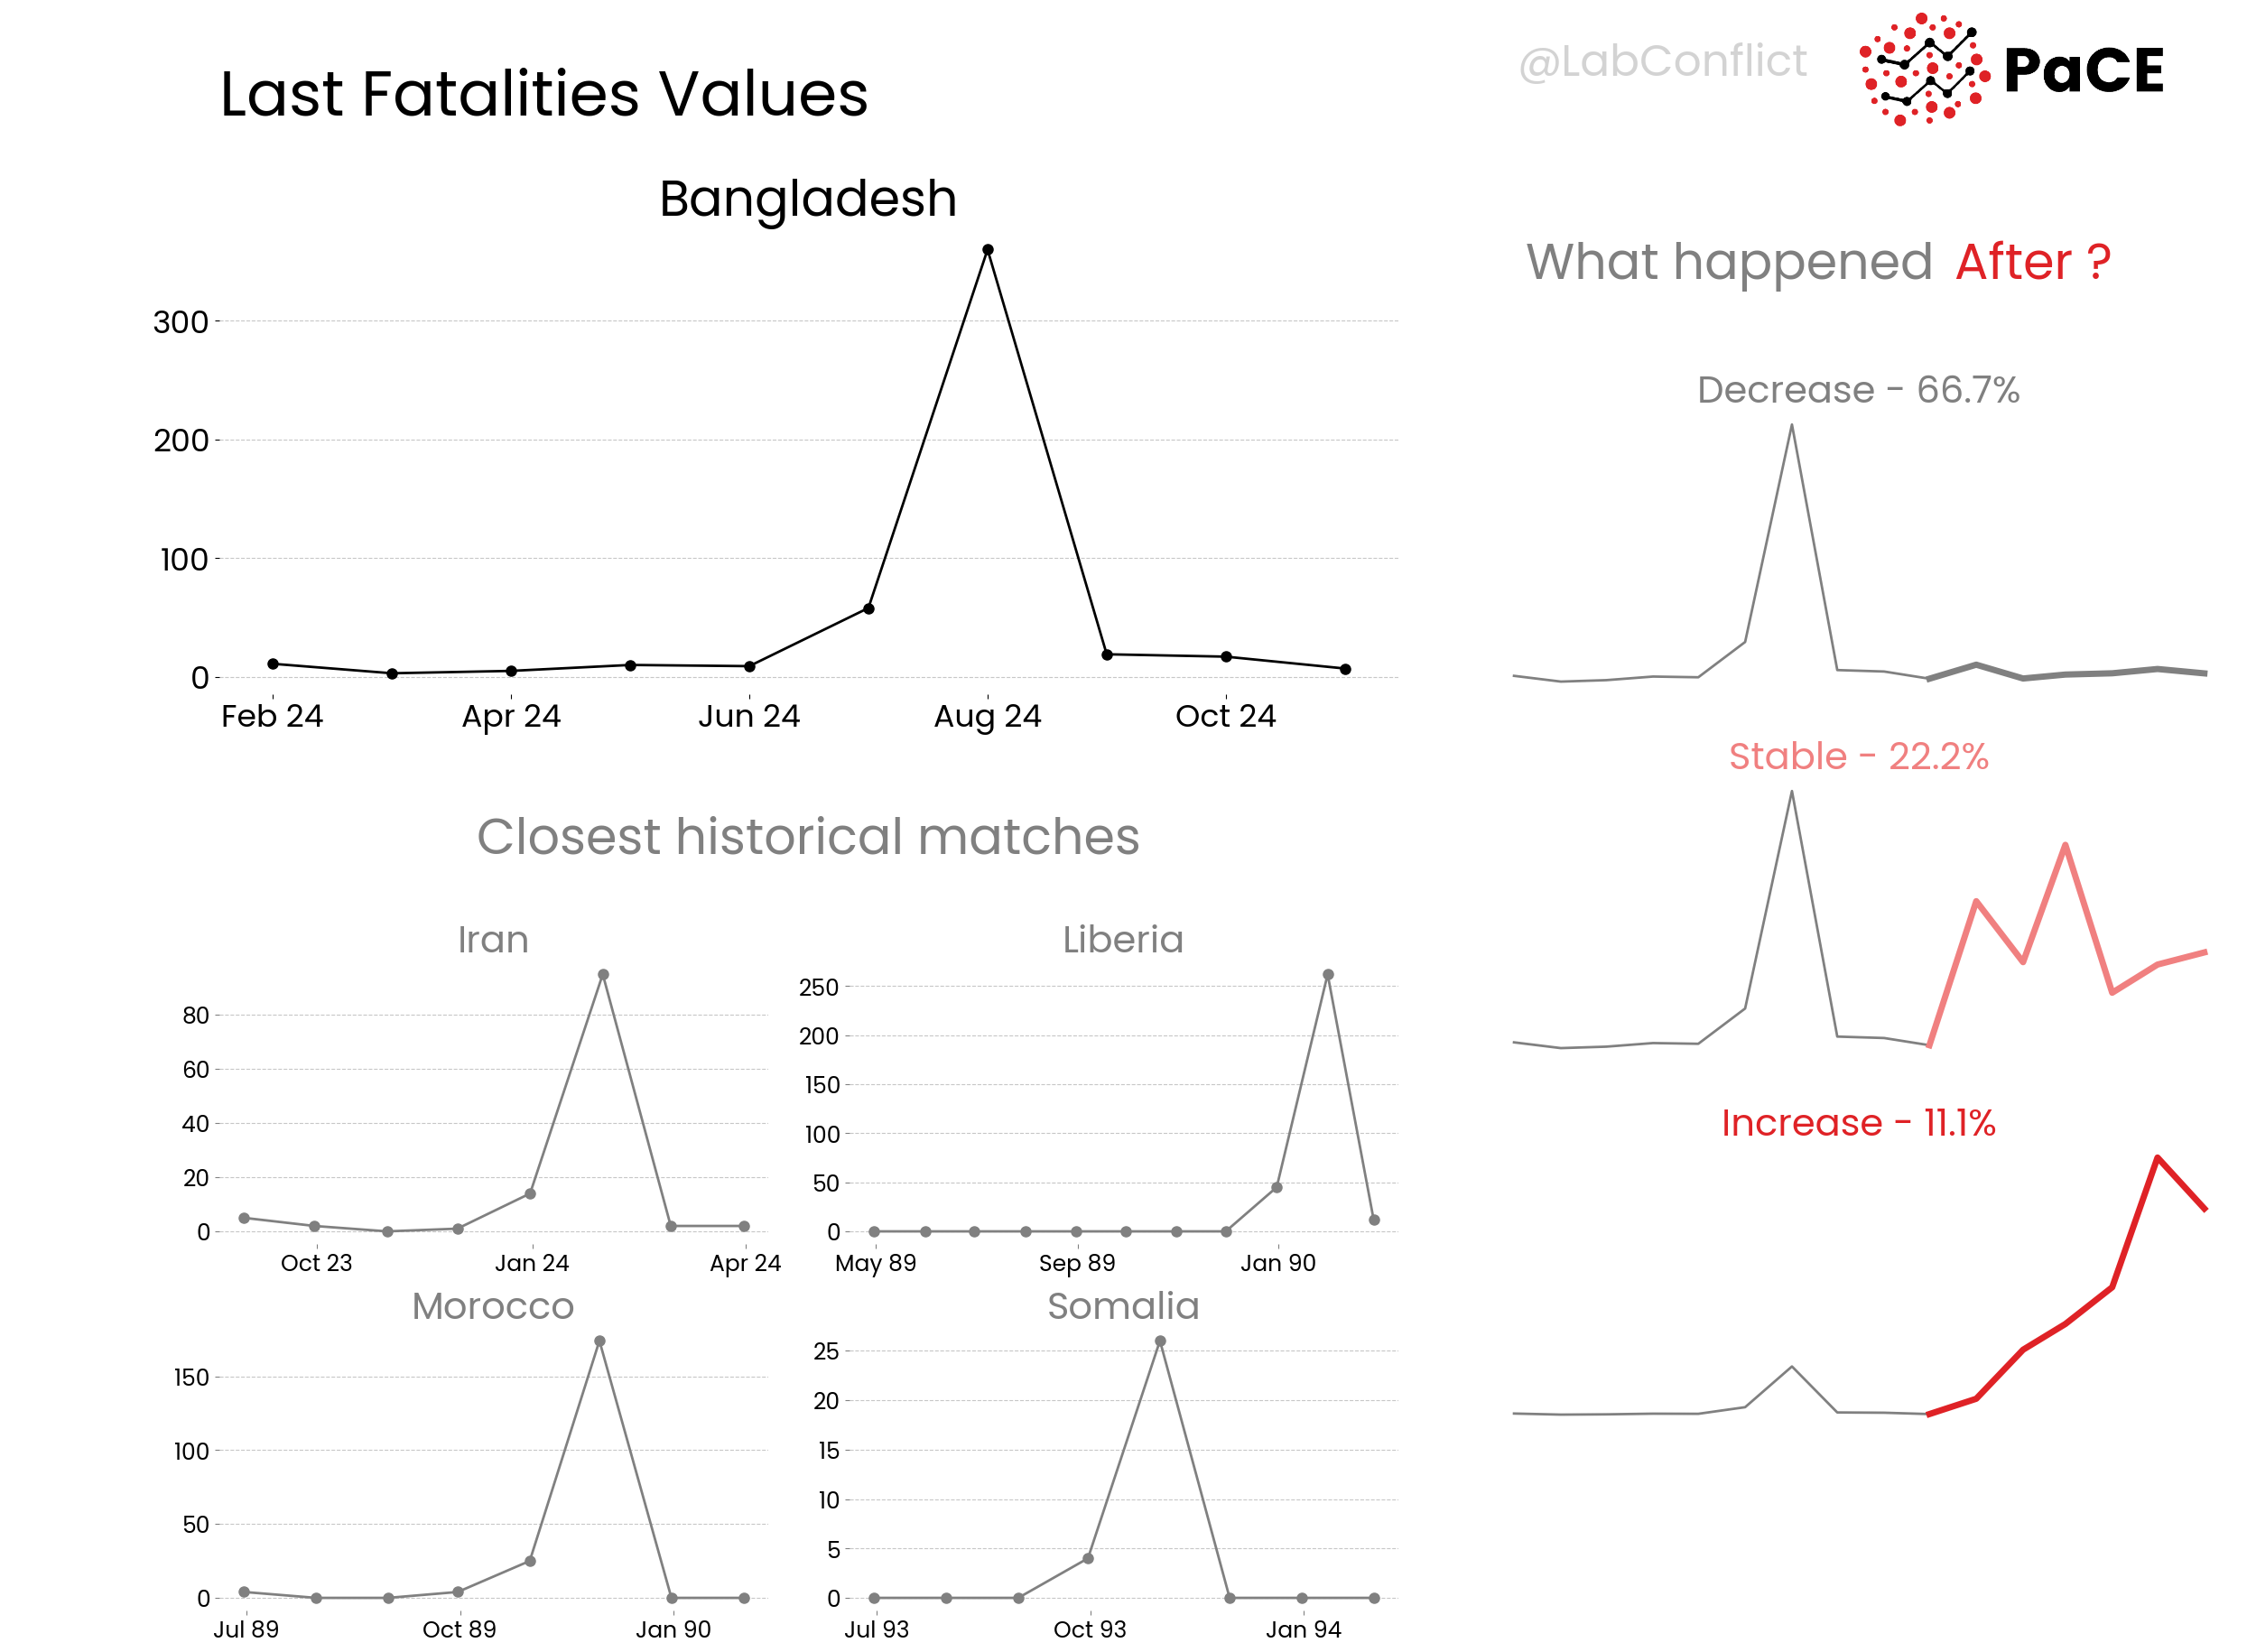 @LabConflict
PaCE
Last Fatalities Values
Bangladesh
300
200
100
0
Feb 24
Apr 24
Jun 24
Aug 24
Oct 24
Closest historical matches
Iran
80
60
40
20
0
Oct 23
Jan 24
Apr 24
Liberia
250
200
150
100
50
0
May 89
Sep 89
Jan 90
Morocco
150
100
50
0
Jul 89
Oct 89
Jan 90
Somalia
25
20
15
10
5
0
Jul 93
Oct 93
Jan 94
What happened After ?
Decrease - 66.7%
Stable - 22.2%
Increase - 11.1%